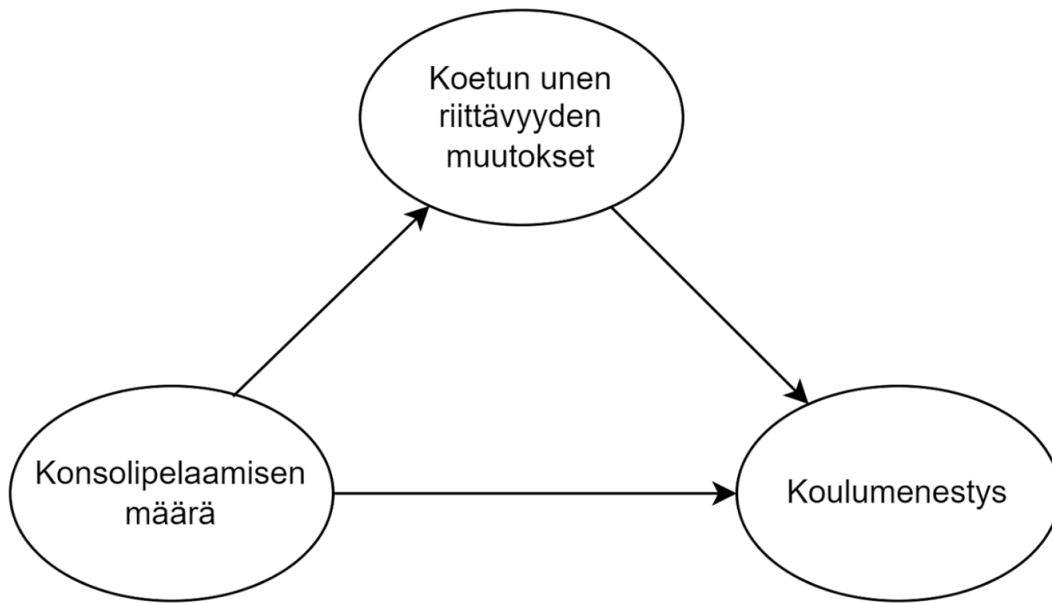 Koetun unen
riittävyyden
muutokset
Konsolipelaamisen
määrä
Koulumenestys